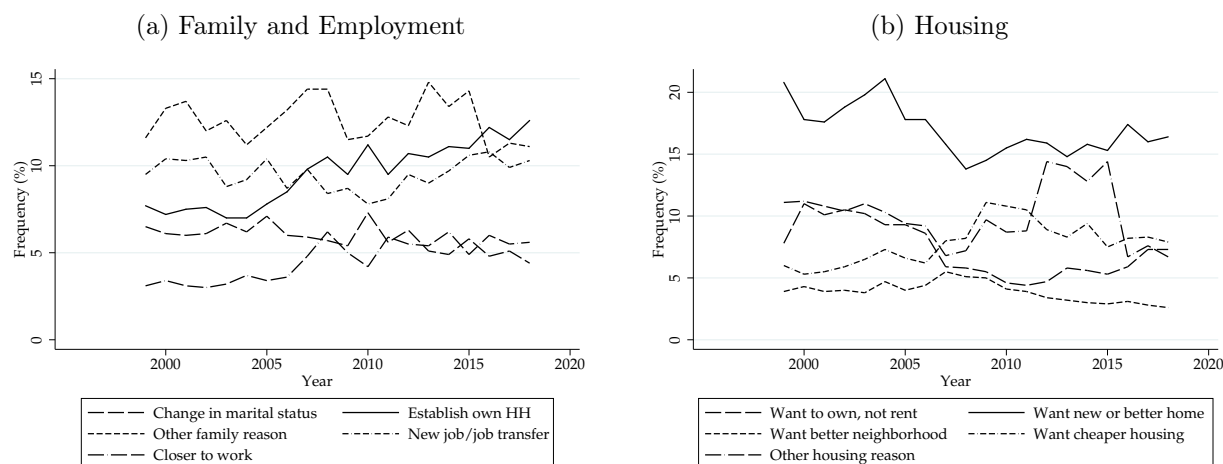 (a) Family and Employment
15
10
5
0
Frequency (%)
2000 2005 2010 2015 2020
Year
Change in marital status Establish own HH
Other family reason New job/job transfer
Closer to work
(b) Housing
20
15
10
5
0
Frequency (%)
2000 2005 2010 2015 2020
Year
Want to own, not rent Want new or better home
Want better neighborhood Want cheaper housing
Other housing reason